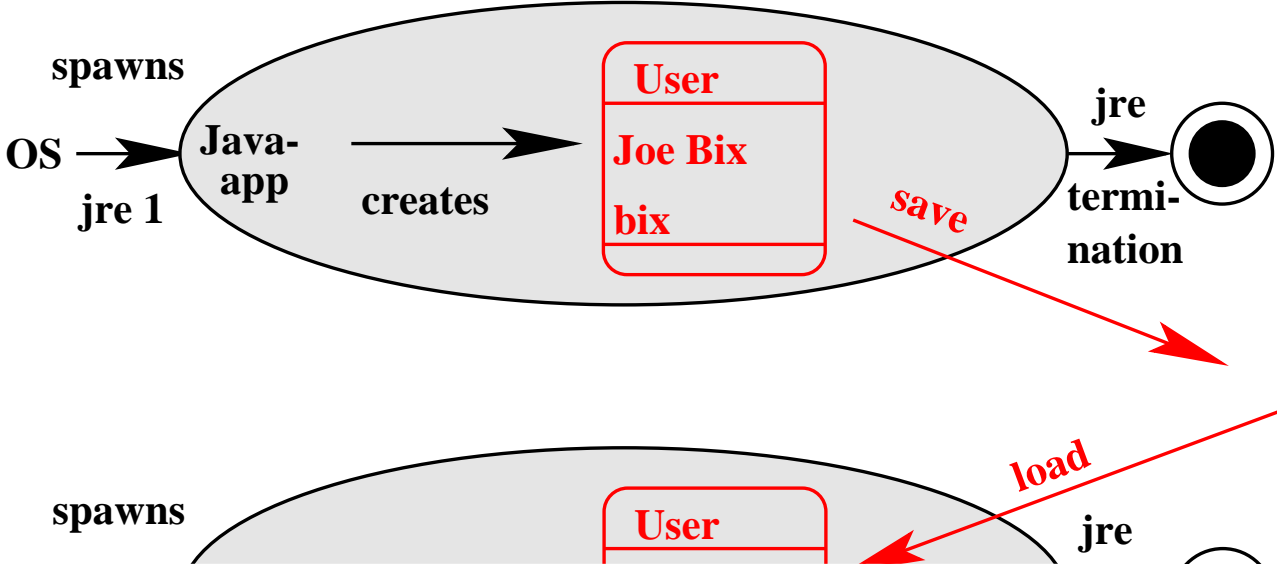 spawns
OS
jre 1
Java-
app
creates
User
Joe Bix
bix
save
jre
termi-
nation
load
spawns
User
jre